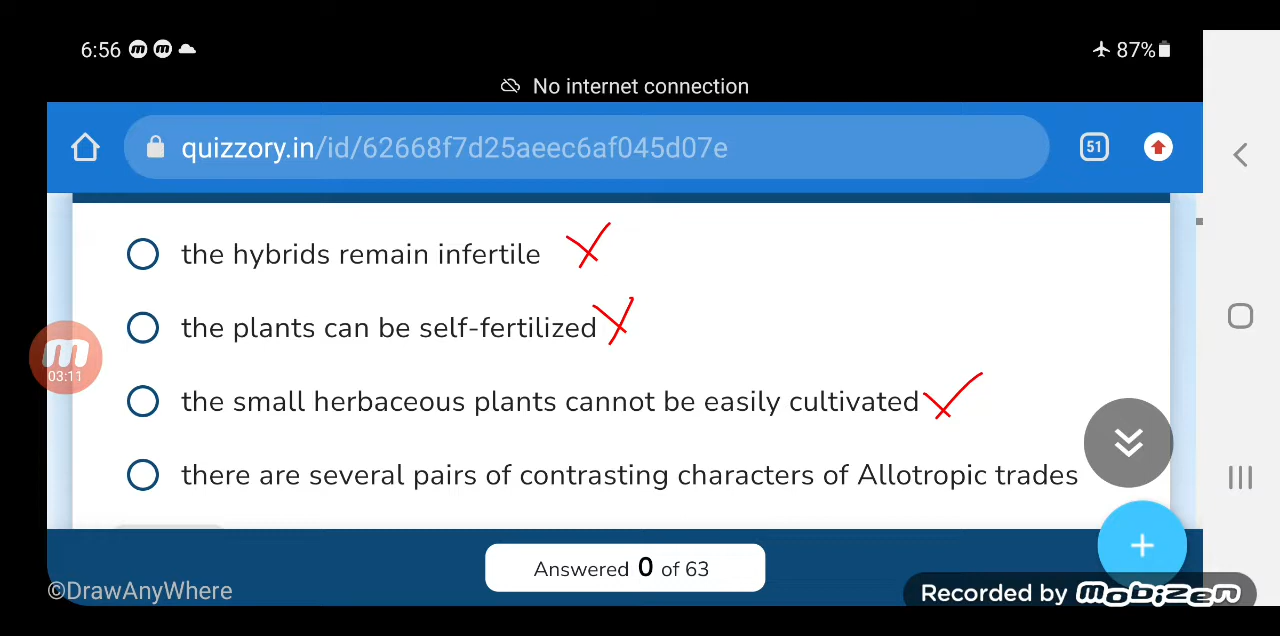 6:56 87%
No internet connection
quizzory.in/id/62668f7d25aeec6af045d07e 51
the hybrids remain infertile
the plants can be self-fertilized
03:11
the small herbaceous plants cannot be easily cultivated
there are several pairs of contrasting characters of Allotropic trades
Answered 0 of 63
©DrawAnyWhere
Recorded by mobizen